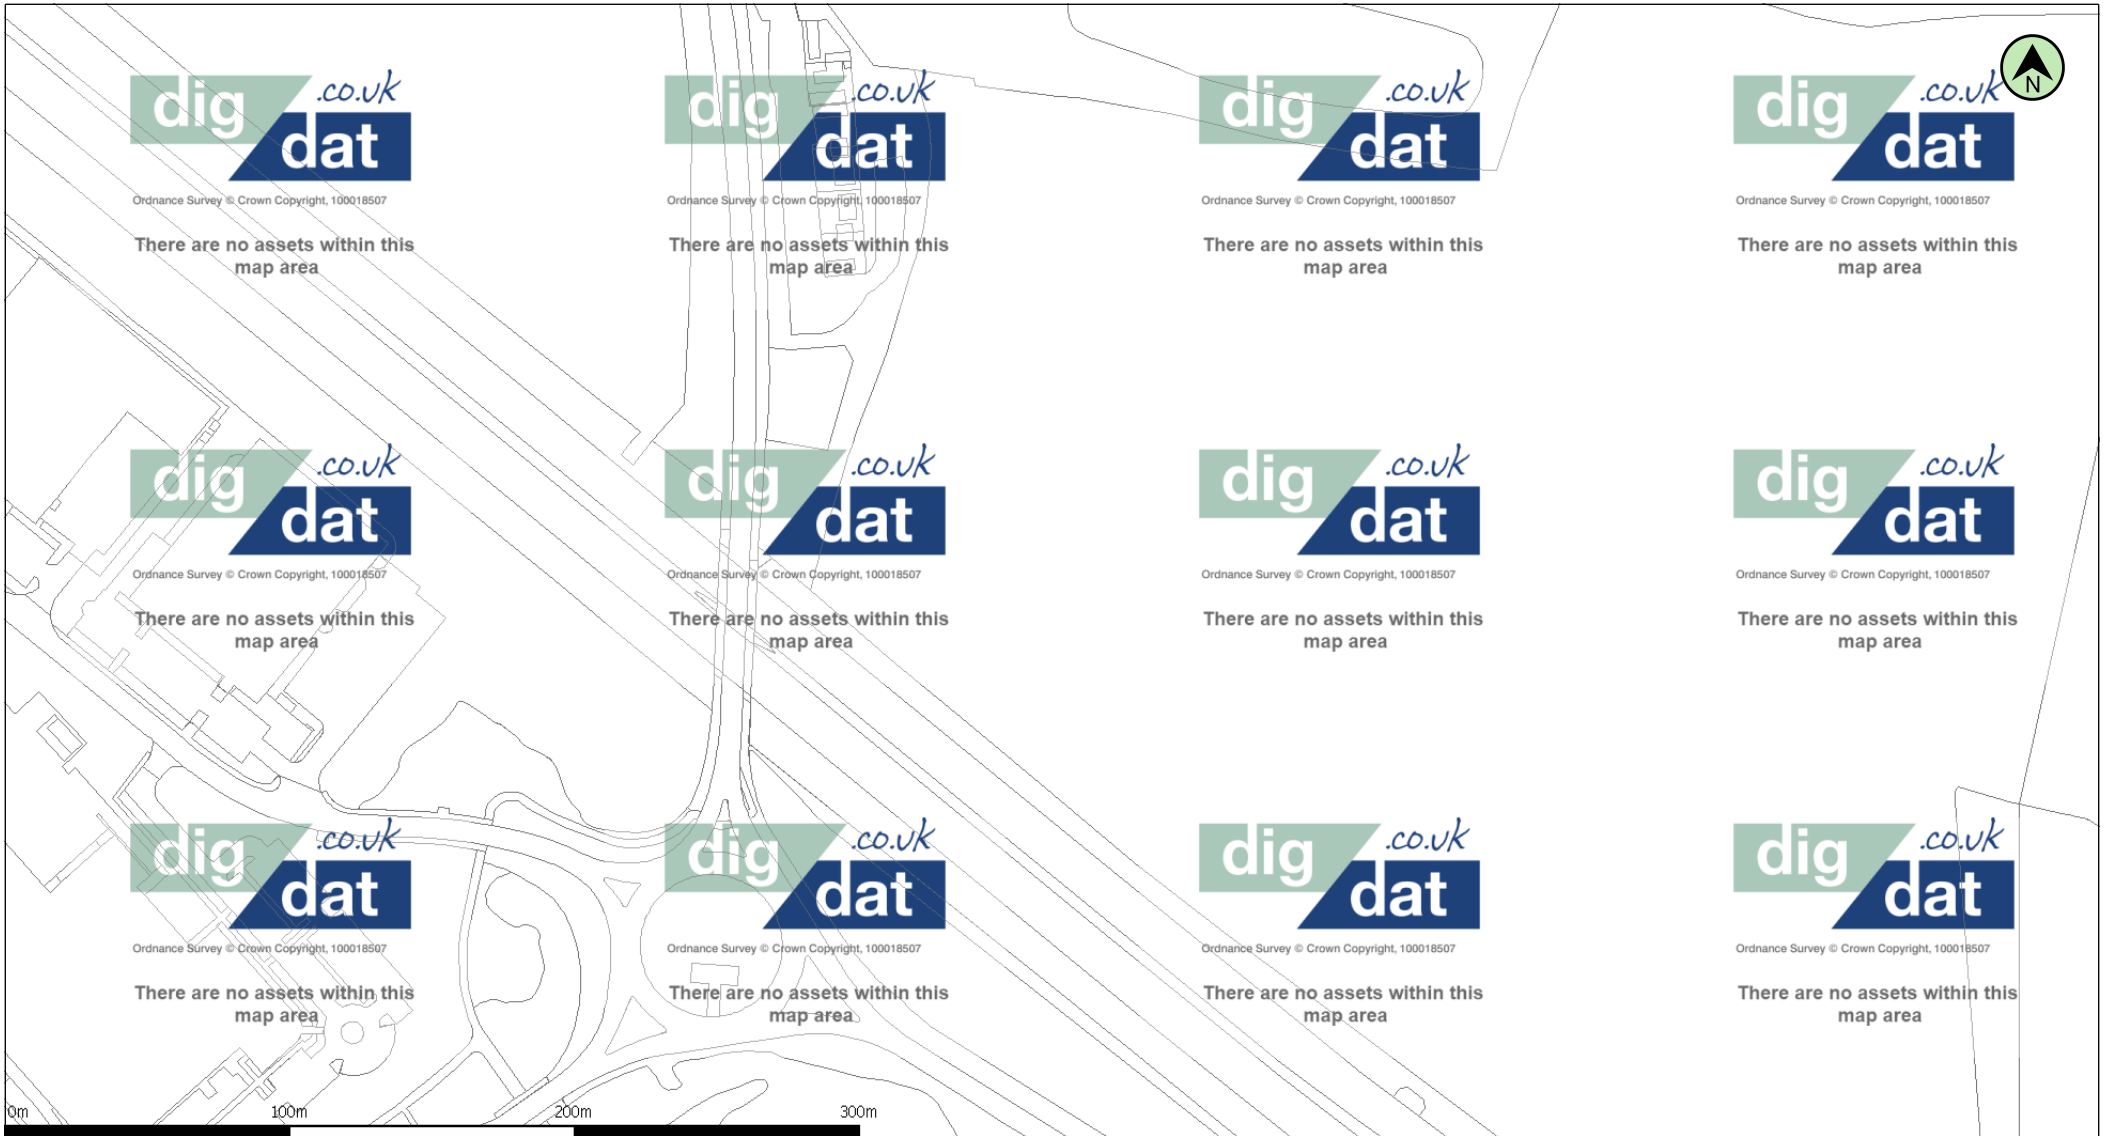 dig .co.uk dig .co.uk dig .co.uk dig .co.uk
N
dat dat dat dat
Ordnance Survey © Crown Copyright, 100018507 Ordnance Survey © Crown Copyright, 100018507 Ordnance Survey © Crown Copyright, 100018507 Ordnance Survey © Crown Copyright, 100018507
There are no assets within this There are no assets within this There are no assets within this There are no assets within this
map area map area map area map area
dig .co.uk dig .co.uk dig .co.uk dig .co.uk
dat dat dat dat
Ordnance Survey © Crown Copyright, 100018507 Ordnance Survey © Crown Copyright, 100018507 Ordnance Survey © Crown Copyright, 100018507 Ordnance Survey © Crown Copyright, 100018507
There are no assets within this There are no assets within this There are no assets within this There are no assets within this
map area map area map area map area
dig .co.uk dig .co.uk dig .co.uk dig .co.uk
dat dat dat dat
Ordnance Survey © Crown Copyright, 100018507 Ordnance Survey © Crown Copyright, 100018507 Ordnance Survey © Crown Copyright, 100018507 Ordnance Survey © Crown Copyright, 100018507
There are no assets within this There are no assets within this There are no assets within this There are no assets within this
map area map area map area map area
0m 100m 200m 300m